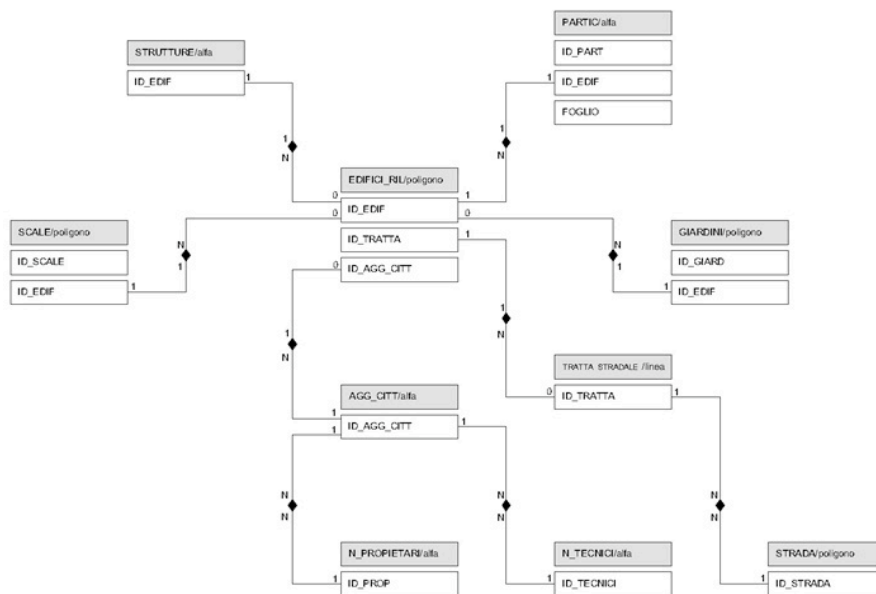 PARTIC/alfa
ID_PART
ID_EDIF
FOGLIO
1
1
N
STRUTTURE/alfa
ID_EDIF
1
1
N
EDIFICI_RIL/poligono
ID_EDIF
ID_TRATTA
ID_AGG_CITT
0
0
1
0
1
0
SCALE/poligono
ID_SCALE
ID_EDIF
1
N
1
GIARDINI/poligono
ID_GIARD
ID_EDIF
1
N
1
1
N
1
N
TRATTA STRADALE /linea
ID_TRATTA
0
1
AGG_CITT/alfa
ID_AGG_CITT
1
1
1
N
N
N
N
N
N
N_PROPIETARI/alfa
ID_PROP
1
N_TECNICI/alfa
ID_TECNICI
1
STRADA/poligono
ID_STRADA
1